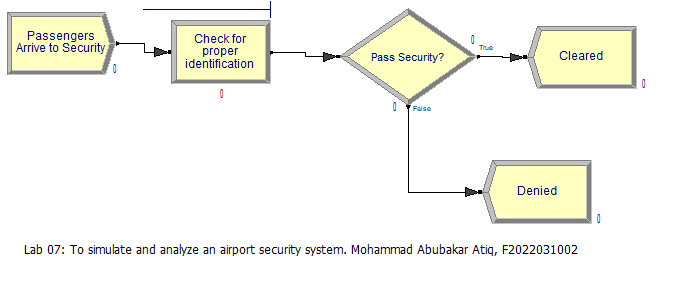 Passengers
Arrive to Security
0
Check for
proper
identification
0
Pass Security?
0
True
0
False
Cleared
0
Denied
0
Lab 07: To simulate and analyze an airport security system. Mohammad Abubakar Atiq, F2022031002